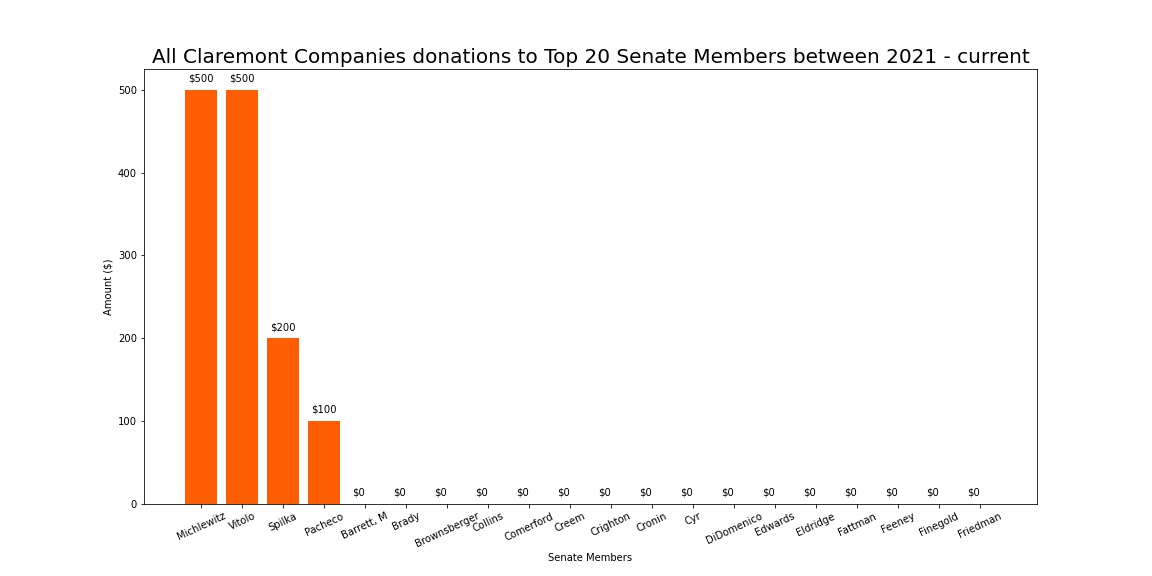 All Claremont Companies donations to Top 20 Senate Members between 2021 - current
$500 $500
500
400
300
$200
200
$100
100
$0 $0 $0 $0 $0 $0 $0 $0 $0 $0 $0 $0 $0 $0 $0 $0
0
Amount ($)
Michlewitz Vitolo Spilka Pacheco Barrett, M Brady Brownsberger Collins Comerford Creem Crighton Cronin Cyr DiDomenico Edwards Eldridge Fattman Feeney Finegold Friedman
Senate Members